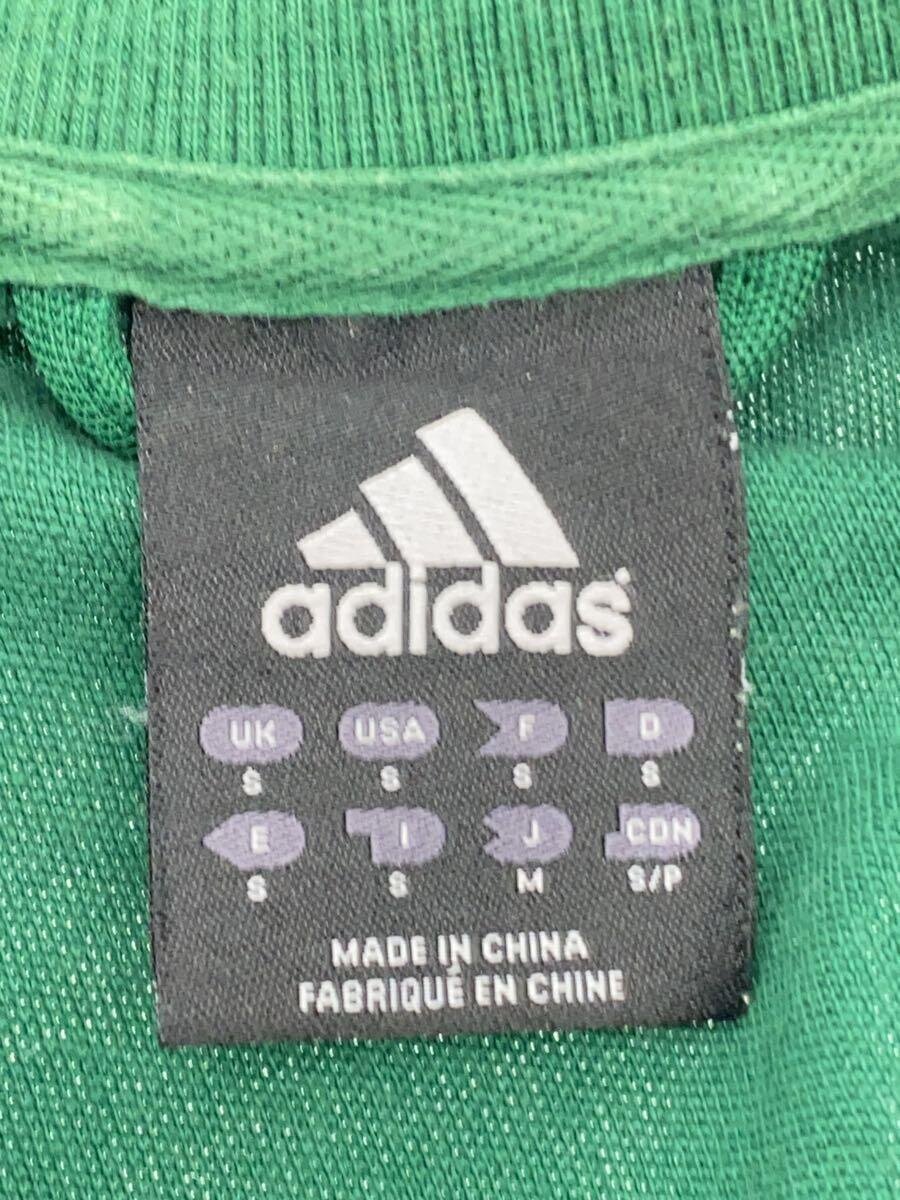 adidas
UK USA F D
S S S S
E I J CDN
S S M S/P
MADE IN CHINA
FABRIQUÉ EN CHINE